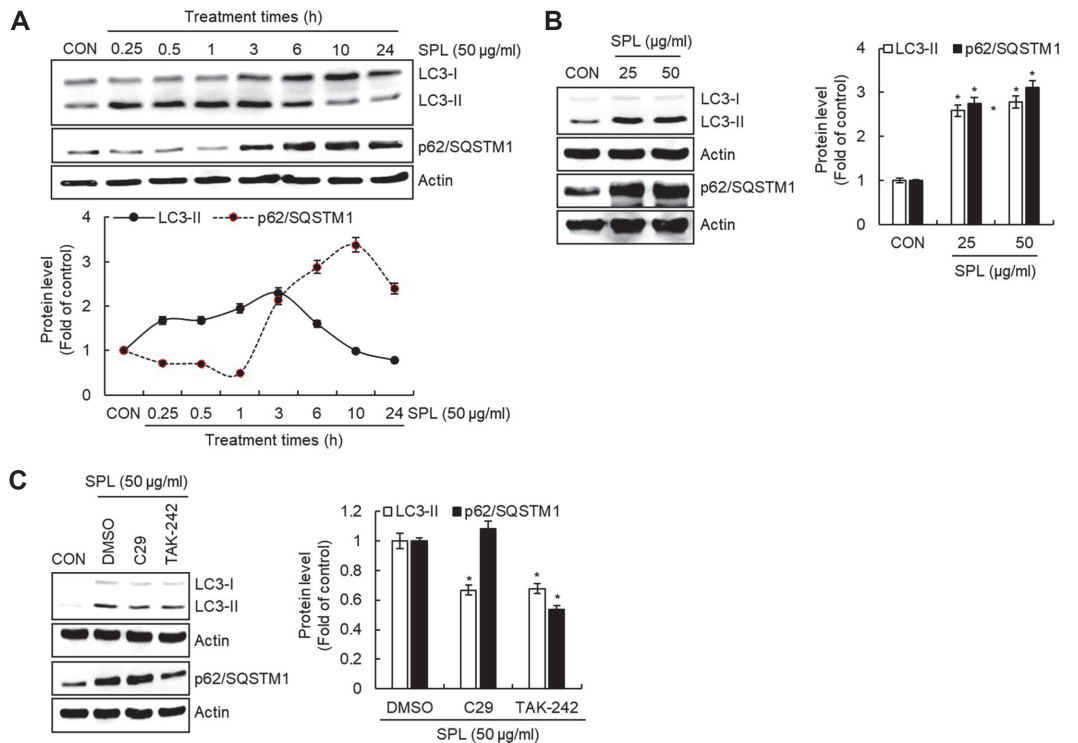 A
Treatment times (h)
CON 0.25 0.5 1 3 6 10 24 SPL (50 µg/ml)
LC3-I
LC3-II
p62/SQSTM1
Actin
LC3-II p62/SQSTM1
4
3
2
1
0
Protein level
(Fold of control)
CON 0.25 0.5 1 3 6 10 24 SPL (50 µg/ml)
Treatment times (h)
B
SPL (µg/ml)
CON 25 50
LC3-I
LC3-II
Actin
p62/SQSTM1
Actin
LC3-II p62/SQSTM1
4
3
2
1
0
Protein level
(Fold of control)
* * * * *
CON 25 50
SPL (µg/ml)
C
SPL (50 µg/ml)
CON DMSO C29 TAK-242
LC3-I
LC3-II
Actin
p62/SQSTM1
Actin
LC3-II p62/SQSTM1
1.2
1
0.8
0.6
0.4
0.2
0
Protein level
(Fold of control)
* * *
DMSO C29 TAK-242
SPL (50 µg/ml)